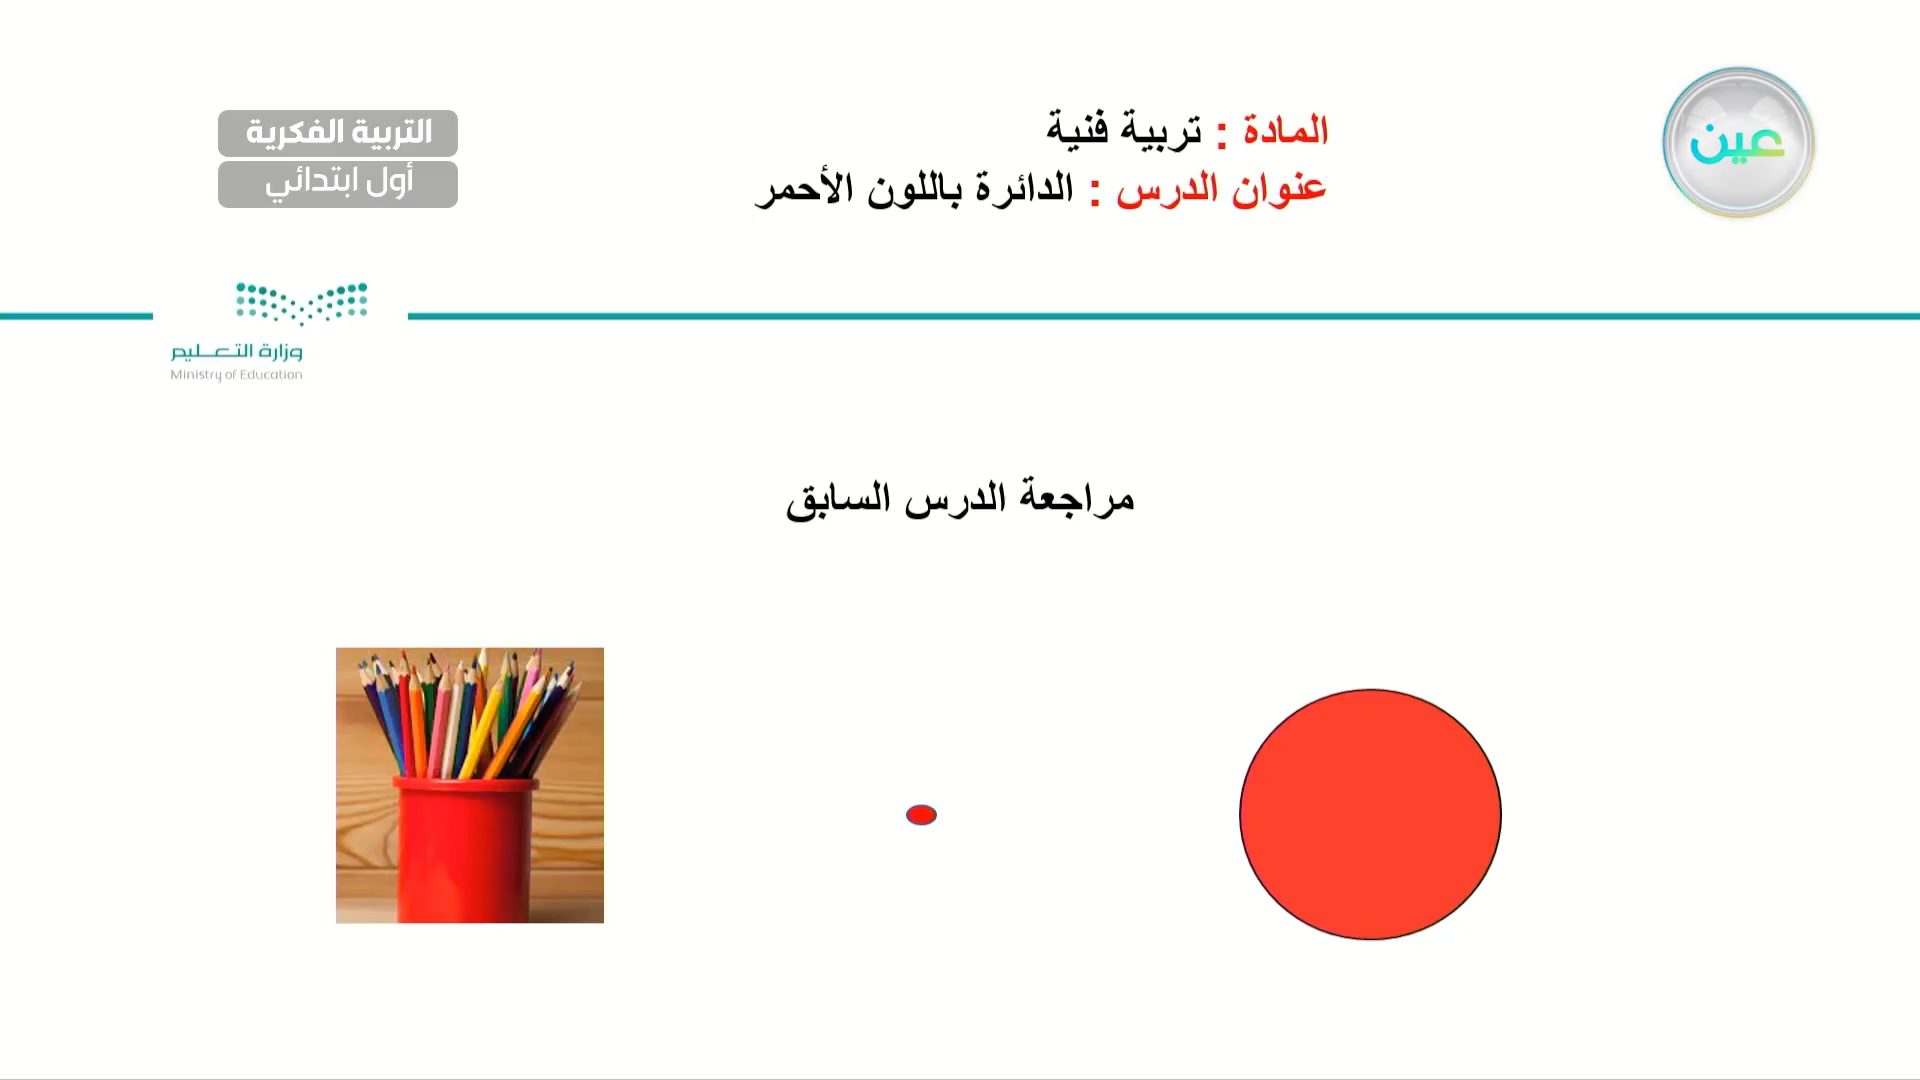 عين
المادة : تربية فنية
عنوان الدرس : الدائرة باللون الأحمر
التربية الفكرية
أول ابتدائي
وزارة التعـــليم
Ministry of Education
مراجعة الدرس السابق